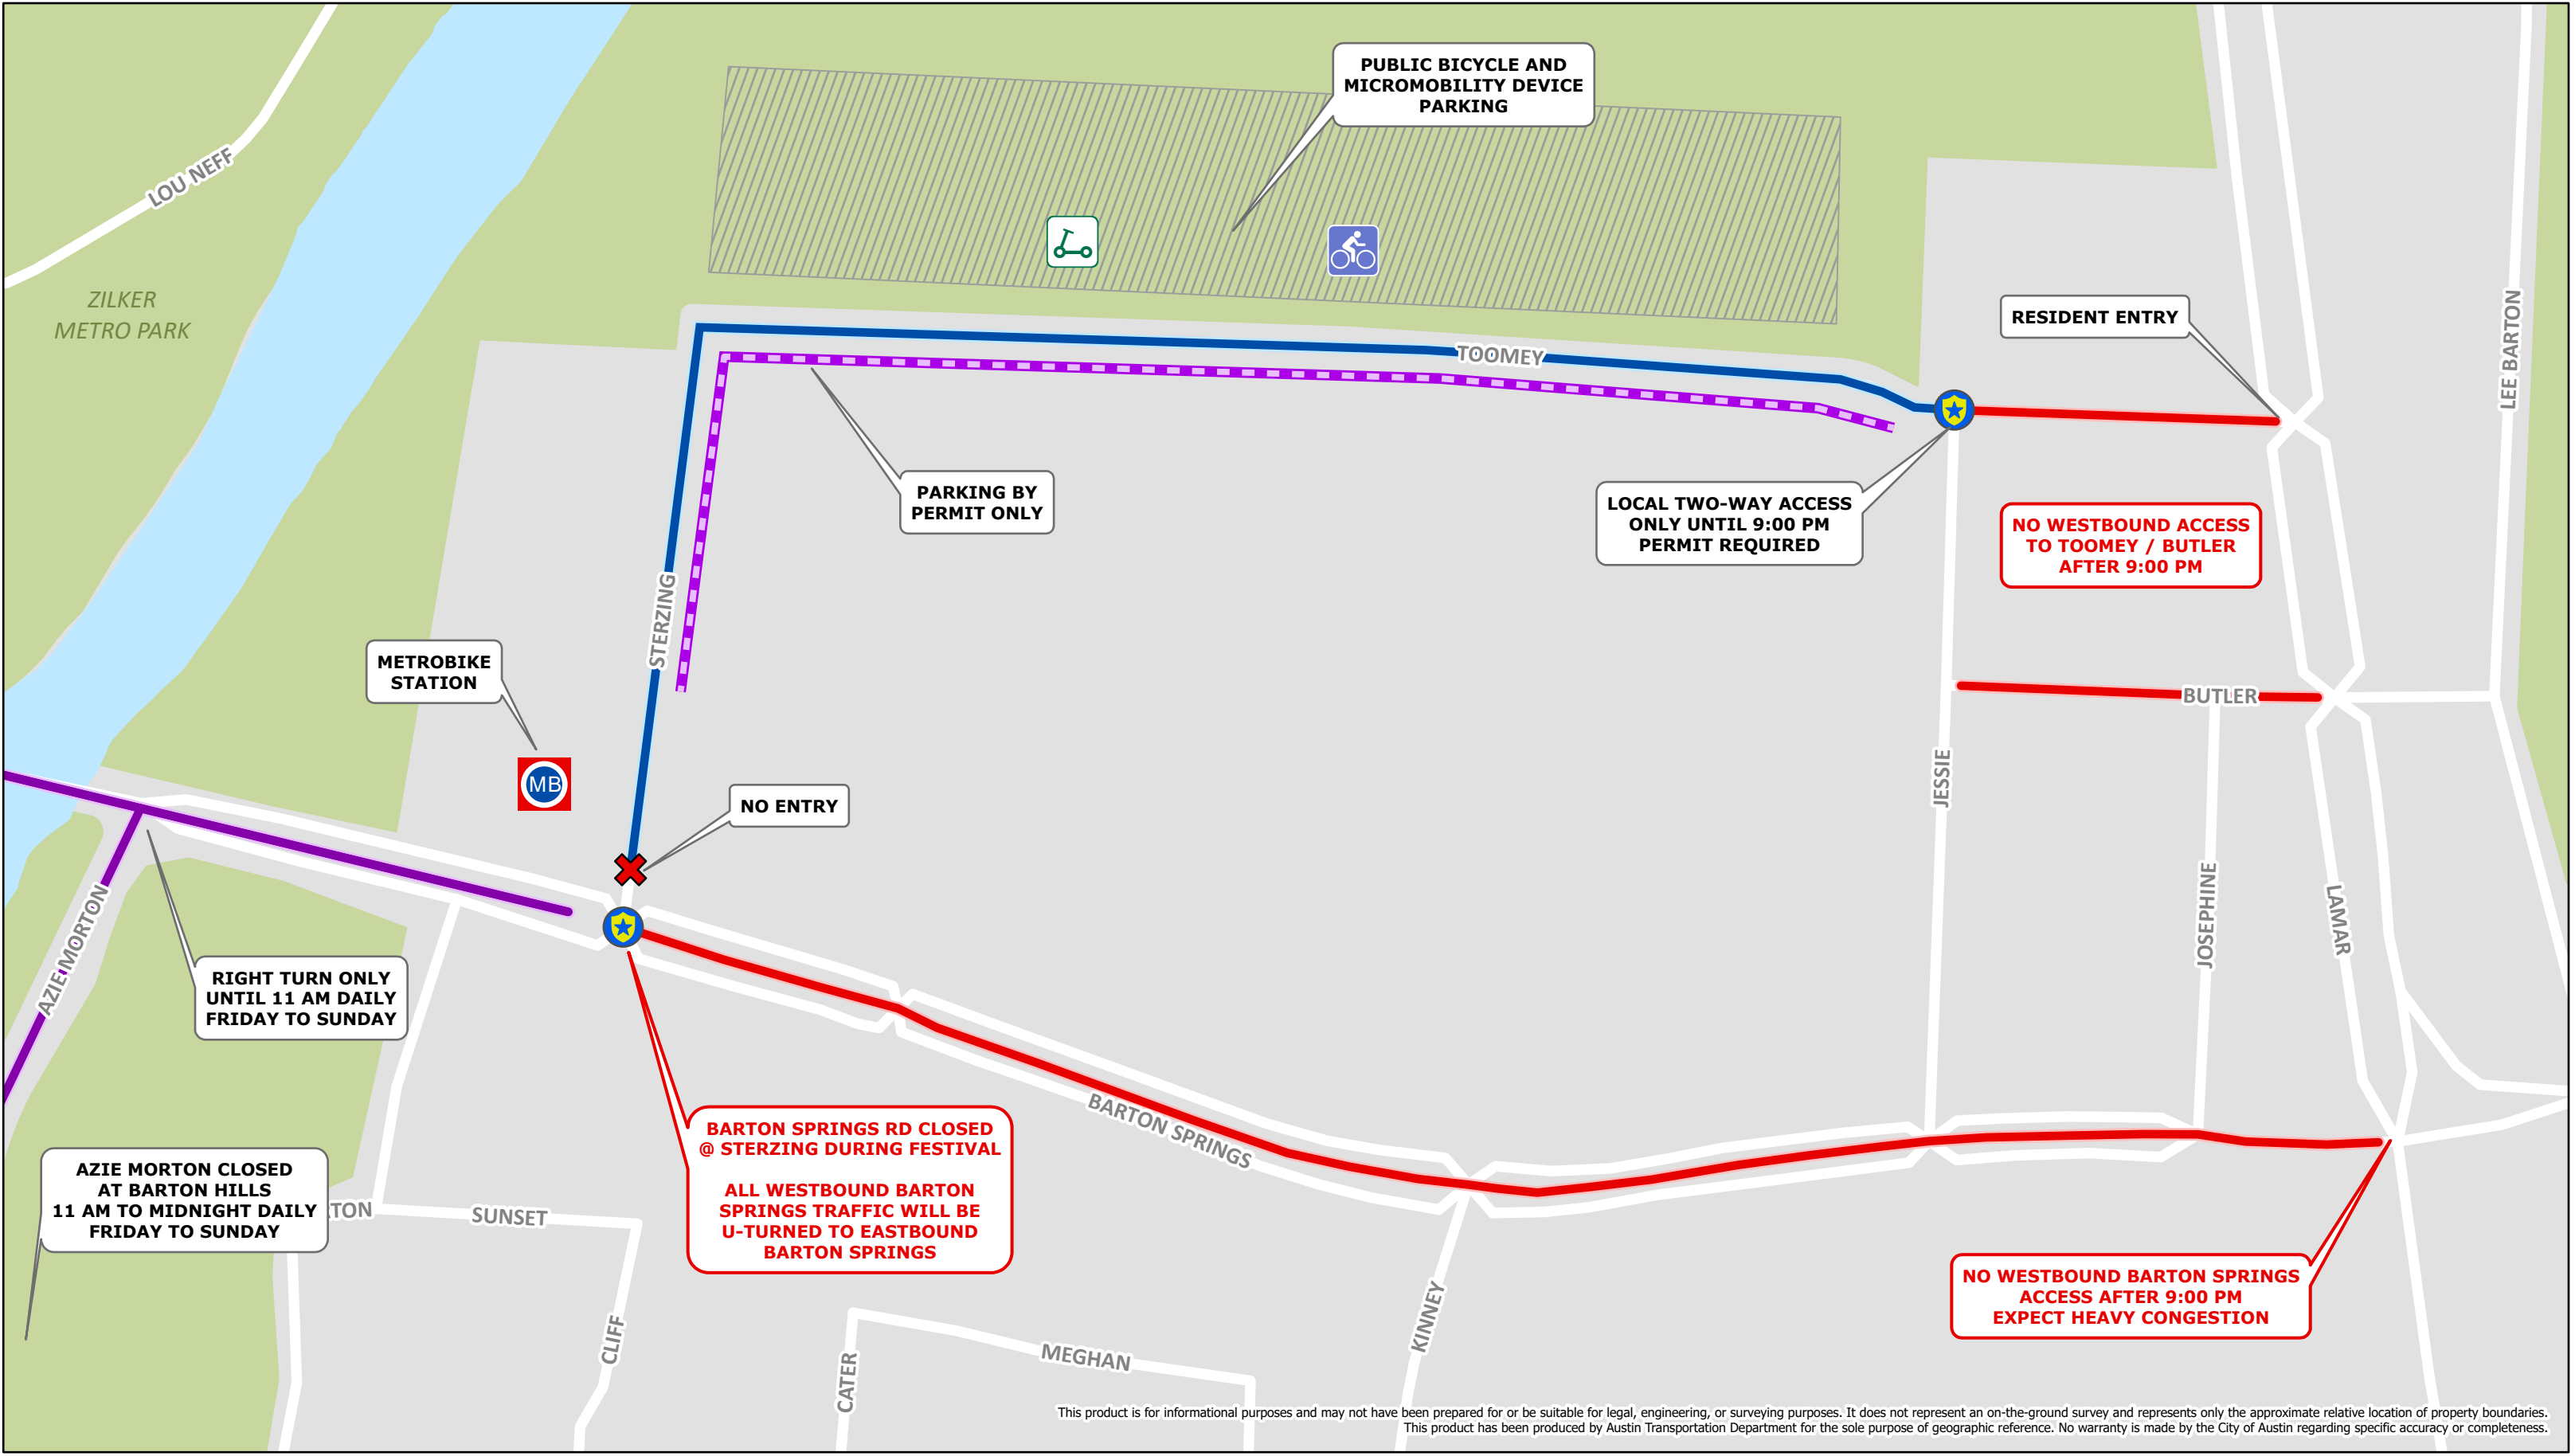 PUBLIC BICYCLE AND
MICROMOBILITY DEVICE
PARKING
LOU NEFF
ZILKER
METRO PARK
RESIDENT ENTRY
LEE BARTON
TOOMEY
PARKING BY
PERMIT ONLY
LOCAL TWO-WAY ACCESS
ONLY UNTIL 9:00 PM
PERMIT REQUIRED
NO WESTBOUND ACCESS
TO TOOMEY / BUTLER
AFTER 9:00 PM
STERZING
METROBIKE
STATION
BUTLER
MB
NO ENTRY
JESSIE
JOSEPHINE
LAMAR
AZIE MORTON
RIGHT TURN ONLY
UNTIL 11 AM DAILY
FRIDAY TO SUNDAY
BARTON SPRINGS
BARTON SPRINGS RD CLOSED
@ STERZING DURING FESTIVAL
ALL WESTBOUND BARTON
SPRINGS TRAFFIC WILL BE
U-TURNED TO EASTBOUND
BARTON SPRINGS
AZIE MORTON CLOSED
AT BARTON HILLS
11 AM TO MIDNIGHT DAILY
FRIDAY TO SUNDAY
TON
SUNSET
NO WESTBOUND BARTON SPRINGS
ACCESS AFTER 9:00 PM
EXPECT HEAVY CONGESTION
CLIFF
CATER
MEGHAN
KINNEY
This product is for informational purposes and may not have been prepared for or be suitable for legal, engineering, or surveying purposes. It does not represent an on-the-ground survey and represents only the approximate relative location of property boundaries.
This product has been produced by Austin Transportation Department for the sole purpose of geographic reference. No warranty is made by the City of Austin regarding specific accuracy or completeness.